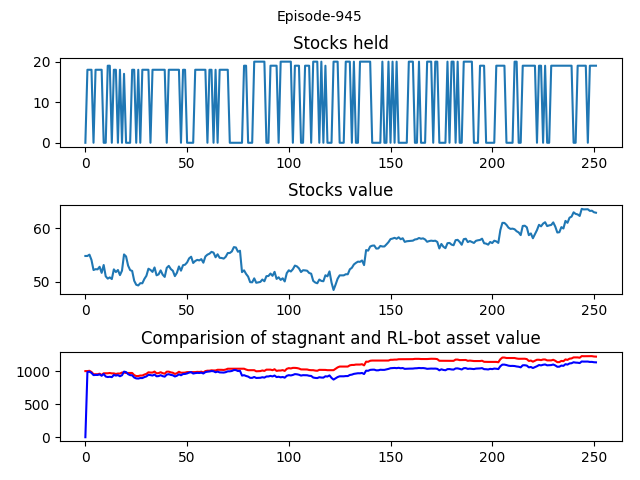 Episode-945
Stocks held
20
10
0
0 50 100 150 200 250
Stocks value
60
50
0 50 100 150 200 250
Comparision of stagnant and RL-bot asset value
1000
500
0
0 50 100 150 200 250